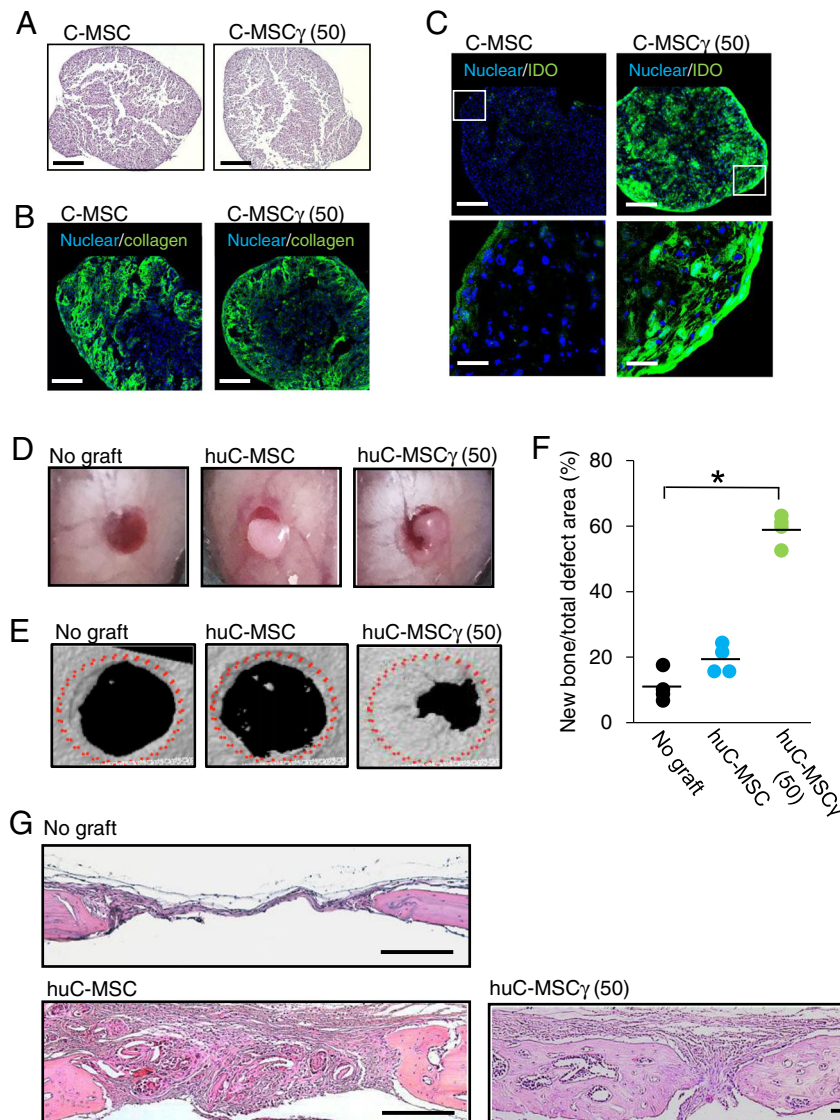 A
C-MSC
C-MSCγ (50)
B
C-MSC
C-MSCγ (50)
Nuclear/collagen
Nuclear/collagen
C
C-MSC
C-MSCγ (50)
Nuclear/IDO
Nuclear/IDO
D
No graft
huC-MSC
huC-MSCγ (50)
E
No graft
huC-MSC
huC-MSCγ (50)
F
New bone/total defect area (%)
80
60
40
20
0
*
No graft
huC-MSC
huC-MSCγ
(50)
G
No graft
huC-MSC
huC-MSCγ (50)